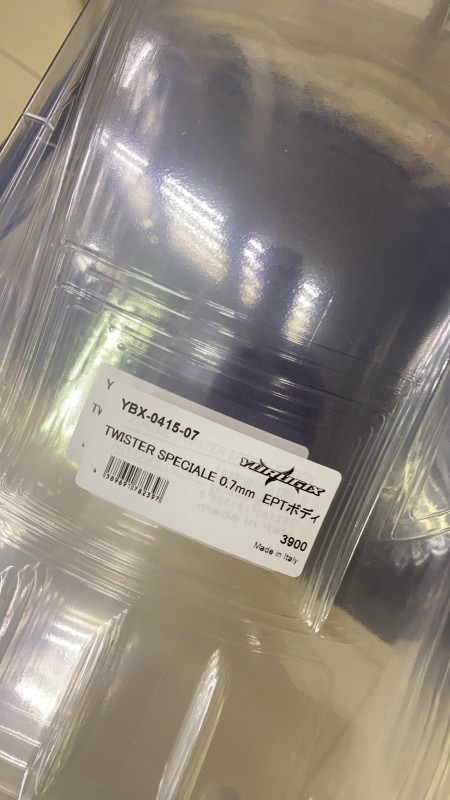 YBX-0415-07
TWISTER SPECIALE 0.7mm EPTボディ
3900
Made in Italy